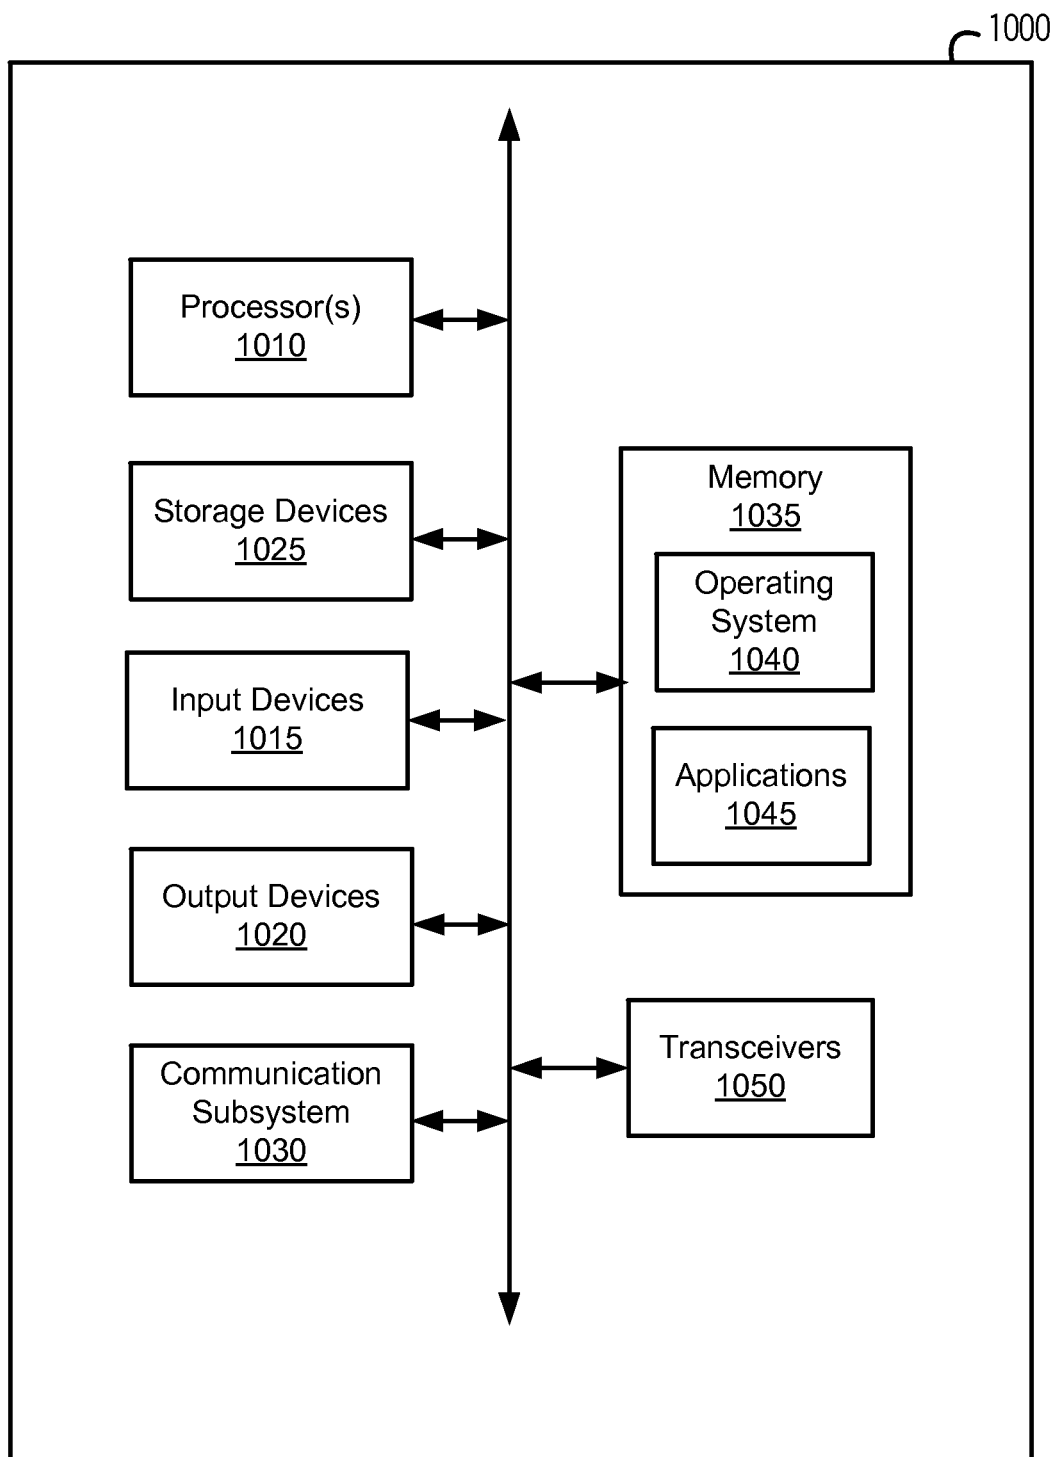 1000
Processor(s)
1010
Storage Devices
1025
Input Devices
1015
Output Devices
1020
Communication
Subsystem
1030
Memory
1035
Operating
System
1040
Applications
1045
Transceivers
1050